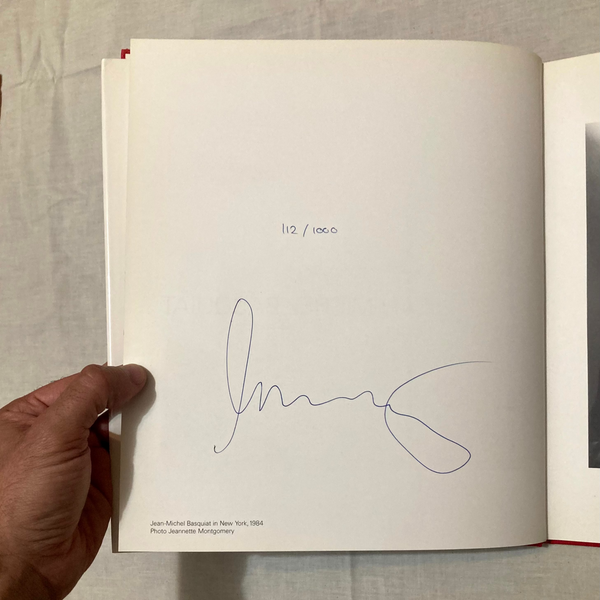 112 / 1000
Jean-Michel Basquiat in New York, 1984
Photo Jeannette Montgomery